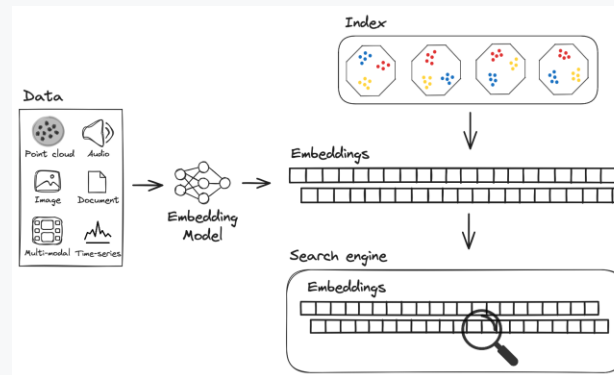 Index
Data
Point cloud Audio
Image Document
Multi-modal Time-series
Embedding
Model
Embeddings
Search engine
Embeddings